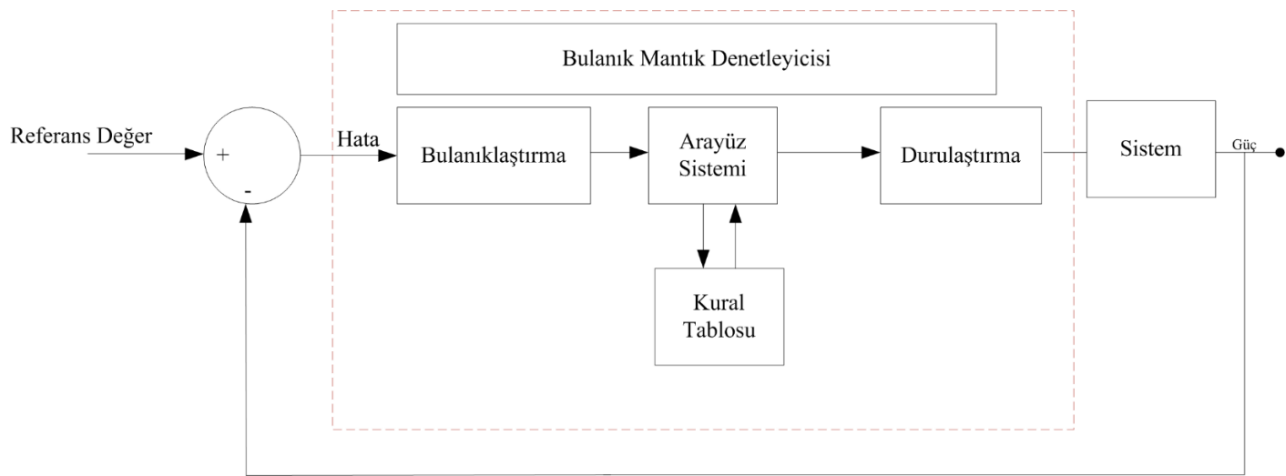 Bulanık Mantık Denetleyicisi
Referans Değer
+
-
Hata
Bulanıklaştırma
Arayüz
Sistemi
Durulaştırma
Sistem
Güç
Kural
Tablosu